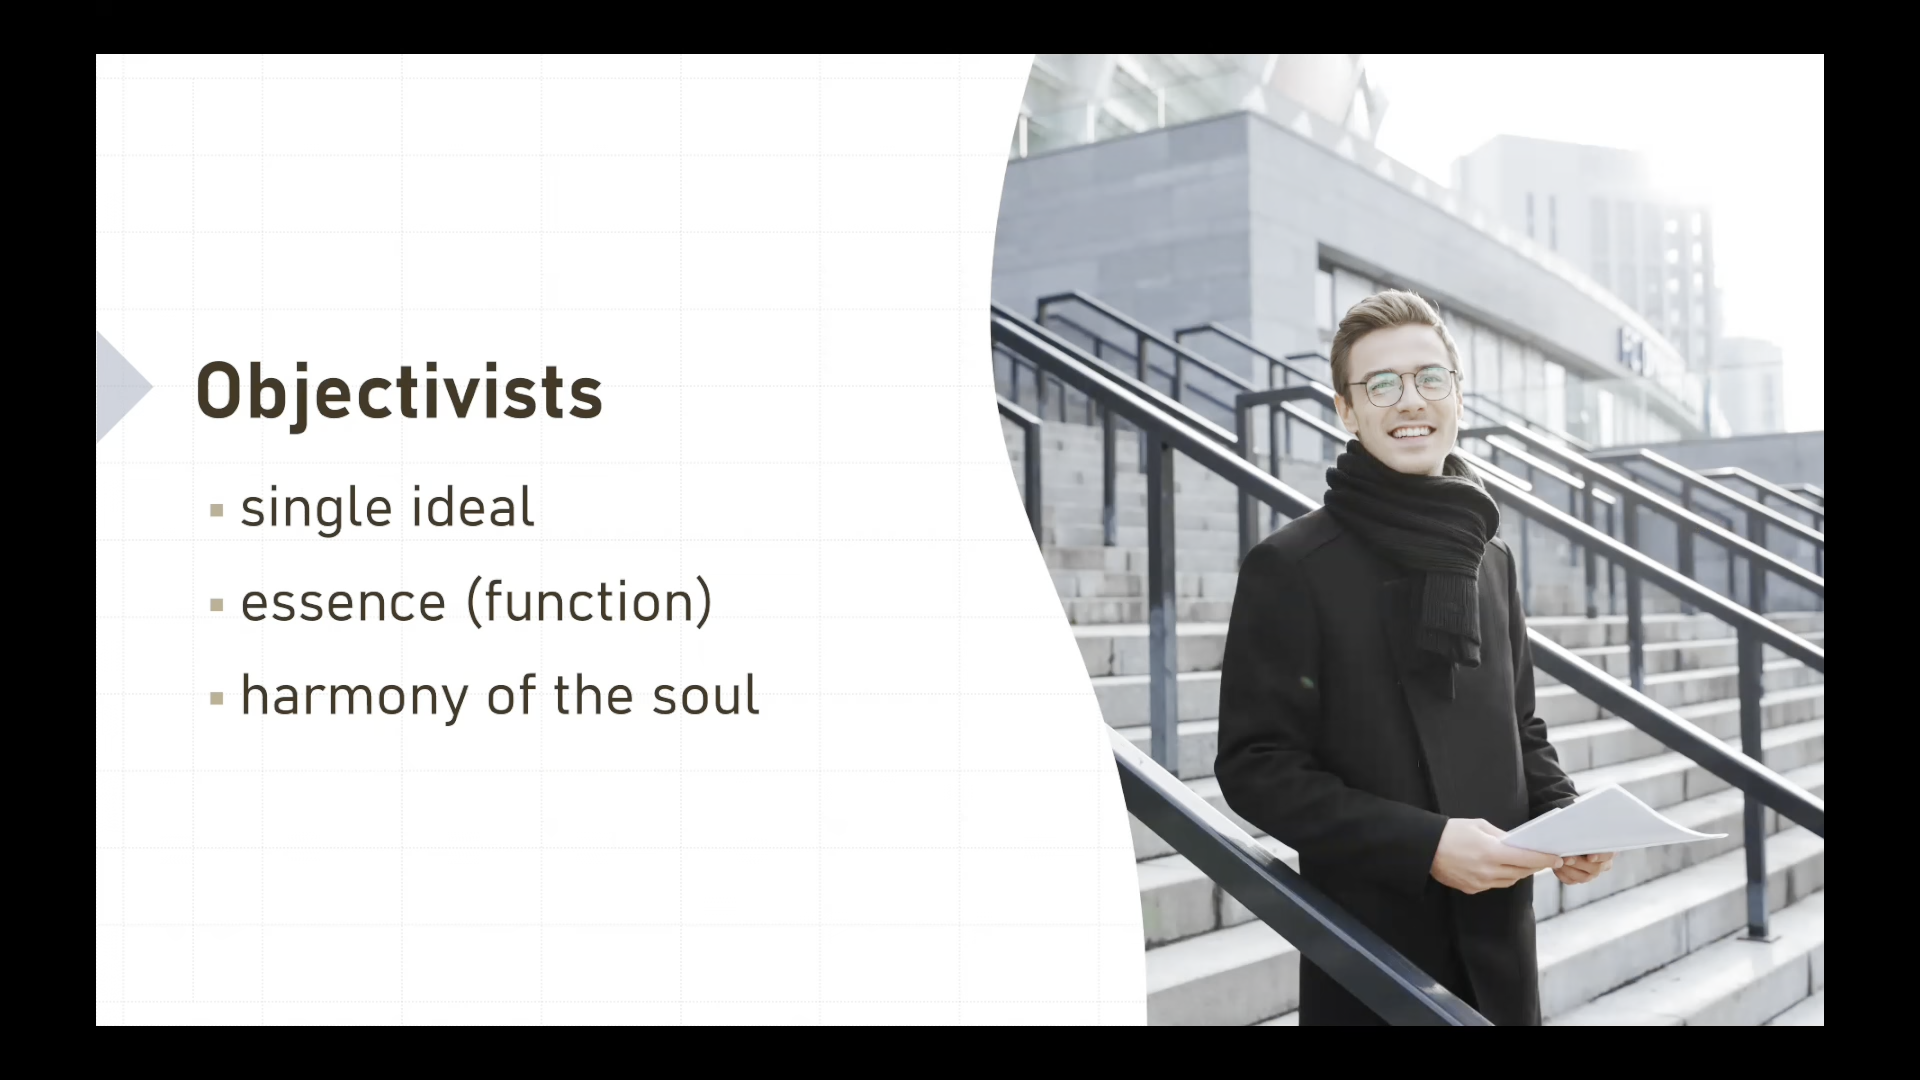 Objectivists
single ideal
essence (function)
harmony of the soul